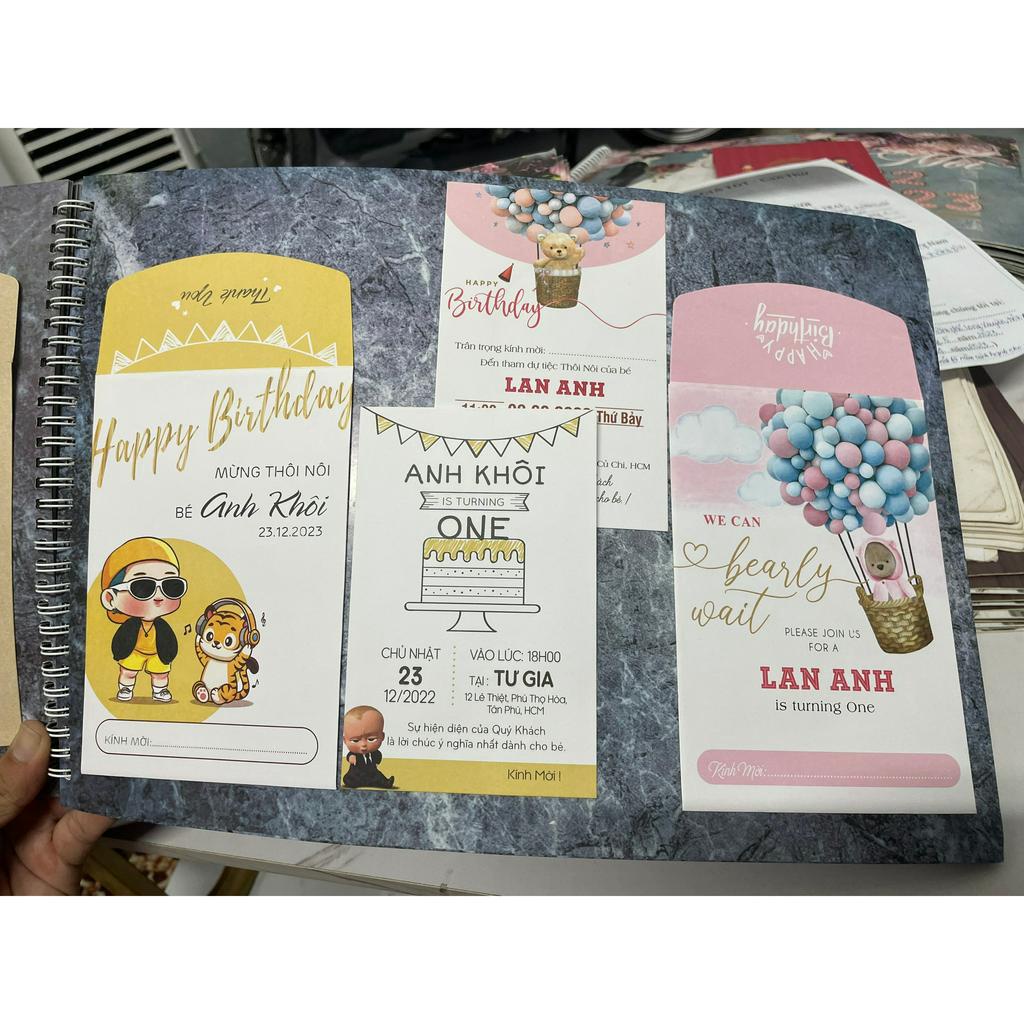 Thank You
Happy Birthday
MỪNG THÔI NÔI
BÉ Anh Khôi
23.12.2023
KÍNH MỜI:
ANH KHÔI
IS TURNING
ONE
CHỦ NHẬT
23
12/2022
VÀO LÚC: 18H00
TẠI: TƯ GIA
12 Lê Thiệt, Phú Thọ Hòa,
Tân Phú, HCM
Sự hiện diện của Quý Khách
là lời chúc ý nghĩa nhất dành cho bé.
Kính Mời !
HAPPY
Birthday
Trân trọng kính mời:
Đến tham dự tiệc Thôi Nôi của bé
LAN ANH
Thứ Bảy
Củ Chi, HCM
cho bé. !
HAPPY
Birthday
WE CAN
bearly
wait
PLEASE JOIN US
FOR A
LAN ANH
is turning One
Kính Mời: